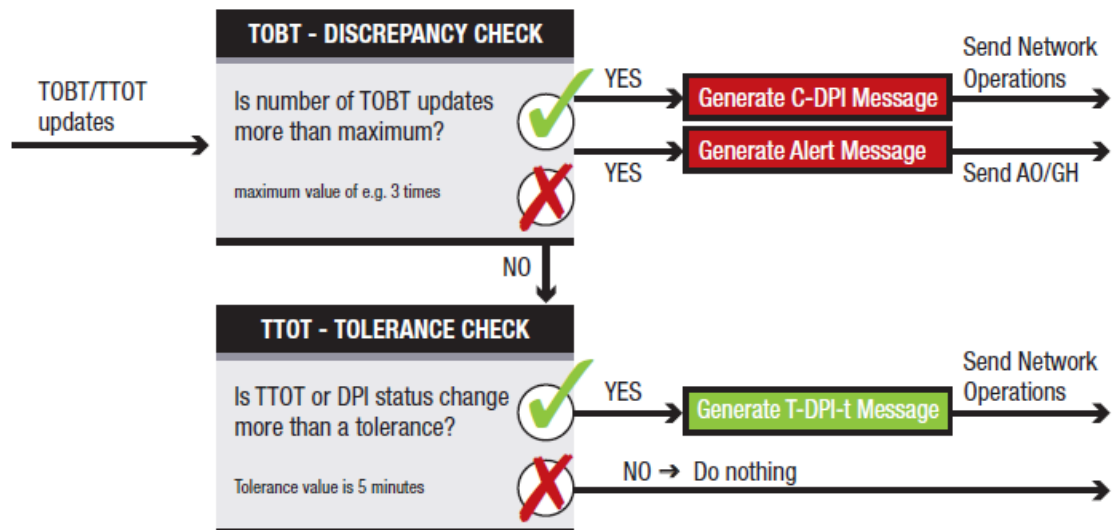 TOBT/TTOT
updates
TOBT - DISCREPANCY CHECK
Is number of TOBT updates
more than maximum?
maximum value of e.g. 3 times
YES
Generate C-DPI Message
Send Network
Operations
YES
Generate Alert Message
Send AO/GH
NO
TTOT - TOLERANCE CHECK
Is TTOT or DPI status change
more than a tolerance?
Tolerance value is 5 minutes
YES
Generate T-DPI-t Message
Send Network
Operations
NO ➔ Do nothing